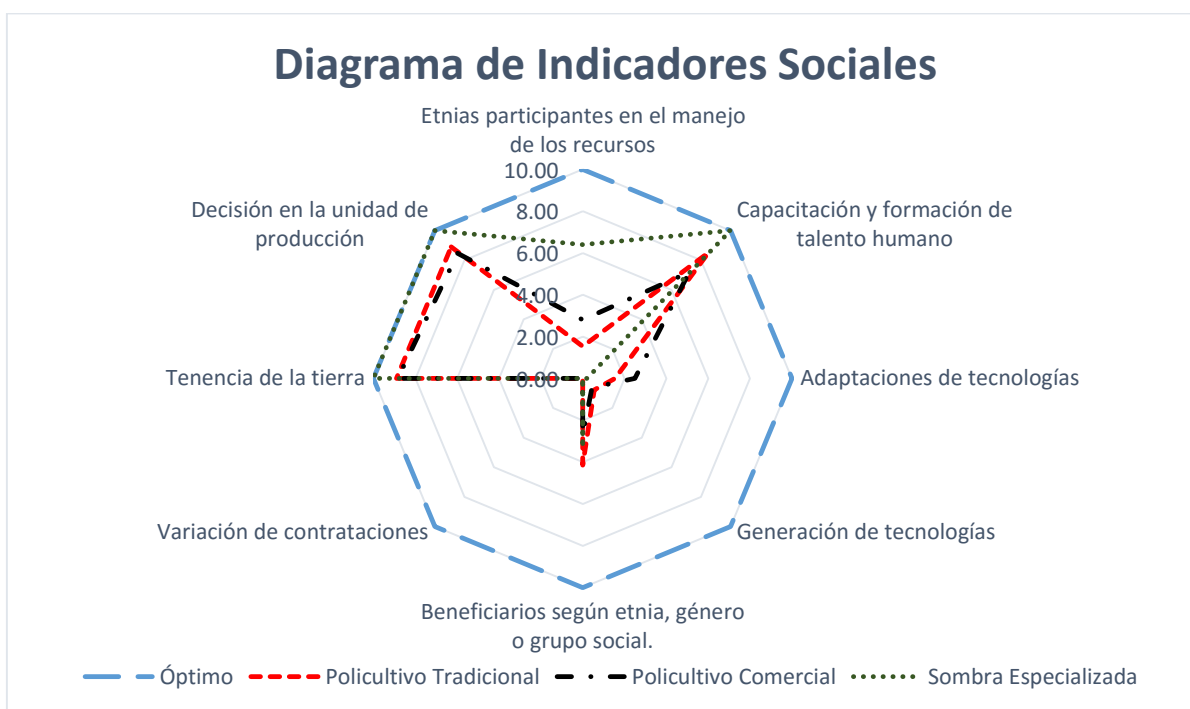 Diagrama de Indicadores Sociales
Etnias participantes en el manejo
de los recursos
10.00
8.00
6.00
4.00
2.00
0.00
Capacitación y formación de
talento humano
Adaptaciones de tecnologías
Generación de tecnologías
Beneficiarios según etnia, género
o grupo social.
Variación de contrataciones
Tenencia de la tierra
Decisión en la unidad de
producción
Óptimo
Policultivo Tradicional
Policultivo Comercial
Sombra Especializada